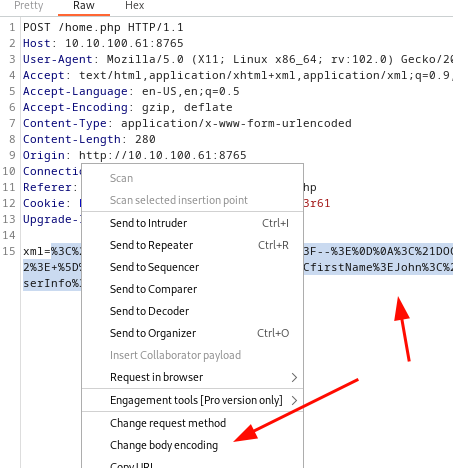 Pretty Raw Hex
1 POST /home.php HTTP/1.1
2 Host: 10.10.100.61:8765
3 User-Agent: Mozilla/5.0 (X11; Linux x86_64; rv:102.0) Gecko/20
4 Accept: text/html,application/xhtml+xml,application/xml;q=0.9,
5 Accept-Language: en-US,en;q=0.5
6 Accept-Encoding: gzip, deflate
7 Content-Type: application/x-www-form-urlencoded
8 Content-Length: 280
9 Origin: http://10.10.100.61:8765
10 Connectio
11 Referer: hp
12 Cookie: 3r61
13 Upgrade-I
14
15 xml=%3C%2 3F--%3E%0D%0A%3C%21DOC
2%3E+%5D% CfirstName%3EJohn%3C%2
serInfo%3
Scan
Scan selected insertion point
Send to Intruder Ctrl+I
Send to Repeater Ctrl+R
Send to Sequencer
Send to Comparer
Send to Decoder
Send to Organizer Ctrl+O
Insert Collaborator payload
Request in browser
Engagement tools [Pro version only]
Change request method
Change body encoding
Copy URL